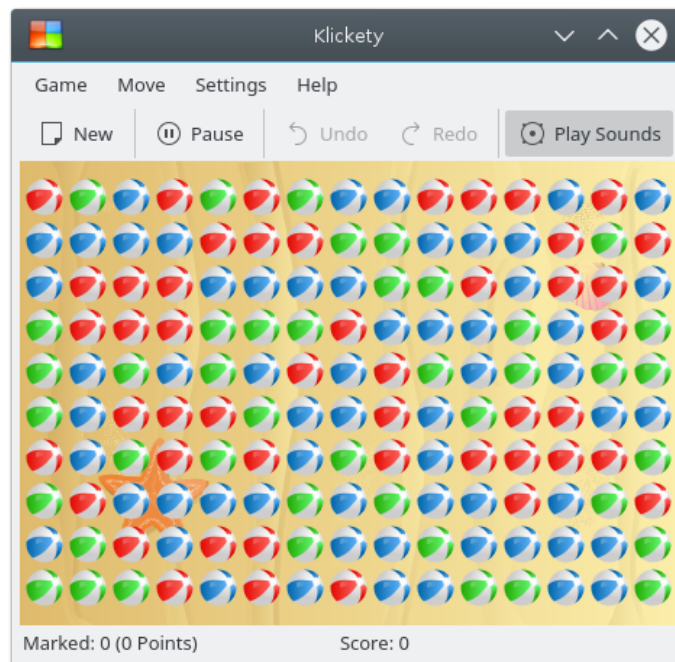 Klickety
Game Move Settings Help
New Pause Undo Redo Play Sounds
Marked: 0 (0 Points) Score: 0